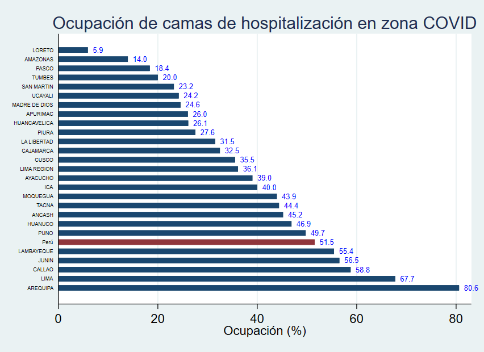 Ocupación de camas de hospitalización en zona COVID
LORETO 5.9
AMAZONAS 14.0
PASCO 18.4
TUMBES 20.0
SAN MARTIN 23.2
UCAYALI 24.2
MADRE DE DIOS 24.6
APURIMAC 26.0
HUANCAVELICA 26.1
PIURA 27.6
LA LIBERTAD 31.5
CAJAMARCA 32.5
CUSCO 35.5
LIMA REGION 36.1
AYACUCHO 39.0
ICA 40.0
MOQUEGUA 43.9
TACNA 44.4
ANCASH 45.2
HUANUCO 46.9
PUNO 49.7
Perú 51.5
LAMBAYEQUE 55.4
JUNIN 56.5
CALLAO 58.8
LIMA 67.7
AREQUIPA 80.6
0 20 40 60 80
Ocupación (%)